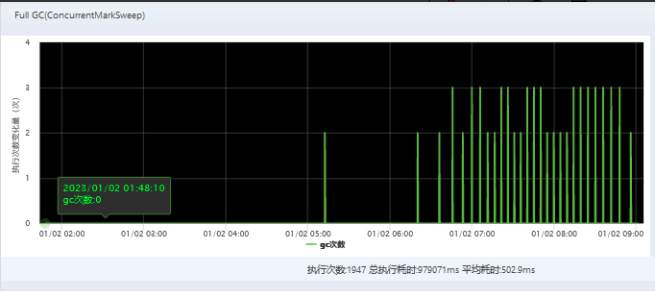 Full GC(ConcurrentMarkSweep)
4
3
2
1
0
执行次数变化量（次）
2023/01/02 01:48:10
gc次数:0
01/02 02:00 01/02 03:00 01/02 04:00 01/02 05:00 01/02 06:00 01/02 07:00 01/02 08:00 01/02 09:00
gc次数
执行次数:1947 总执行耗时:979071ms 平均耗时:502.9ms